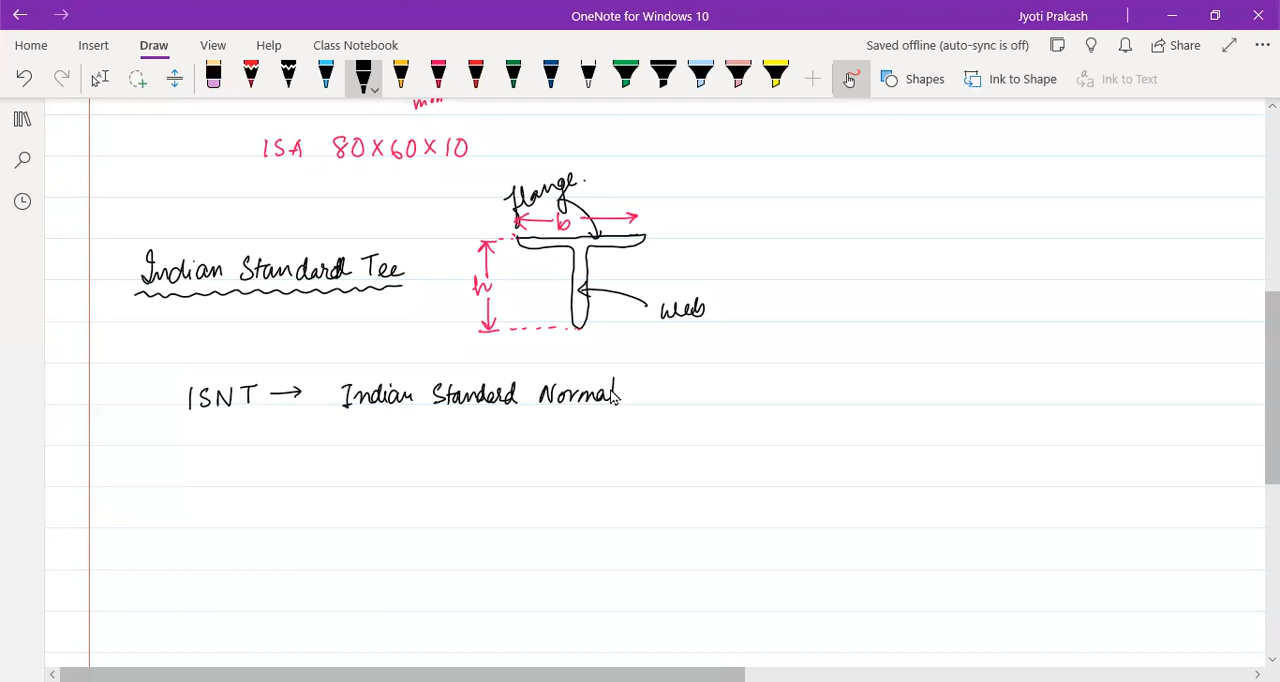 OneNote for Windows 10
Jyoti Prakash
Home Insert Draw View Help Class Notebook
Saved offline (auto-sync is off) Share
Shapes Ink to Shape Ink to Text
mm
ISA 80×60×10
flange.
b
Indian Standard Tee
h
web
ISNT → Indian Standard Normal